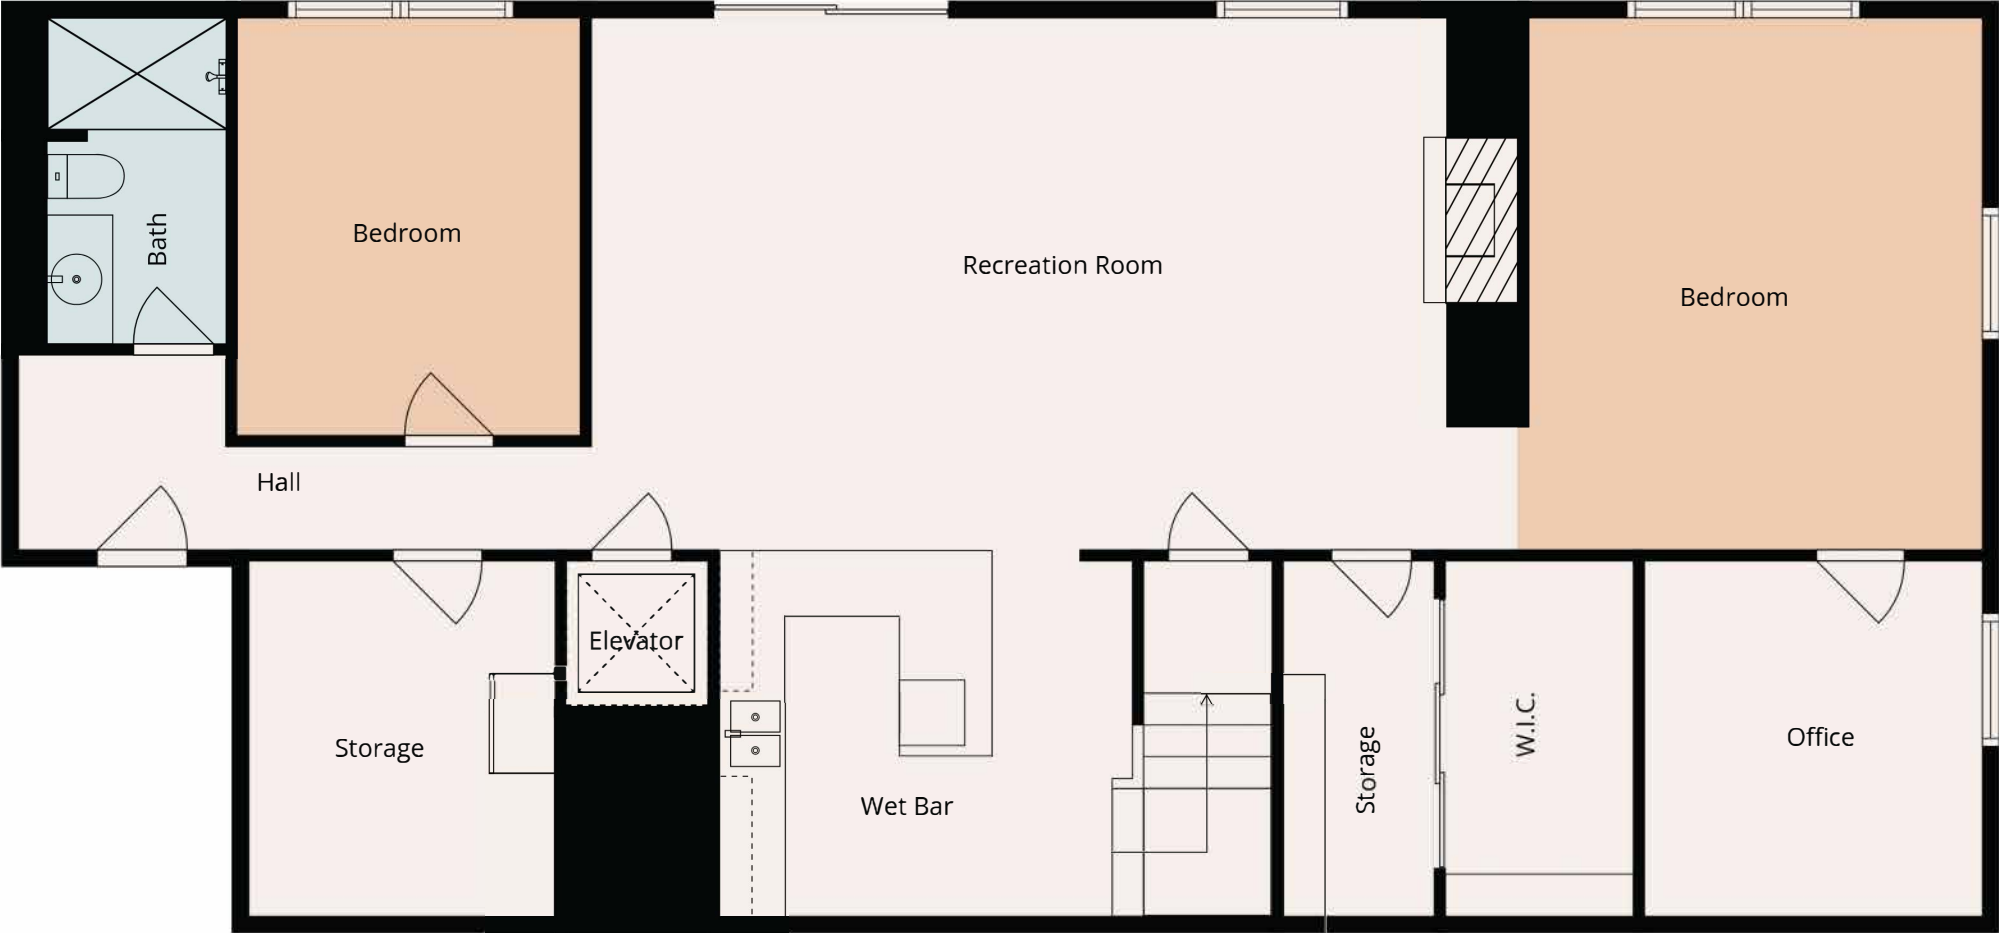 Bath
Bedroom
Recreation Room
Bedroom
Hall
Elevator
Storage
Wet Bar
Storage
W.I.C.
Office